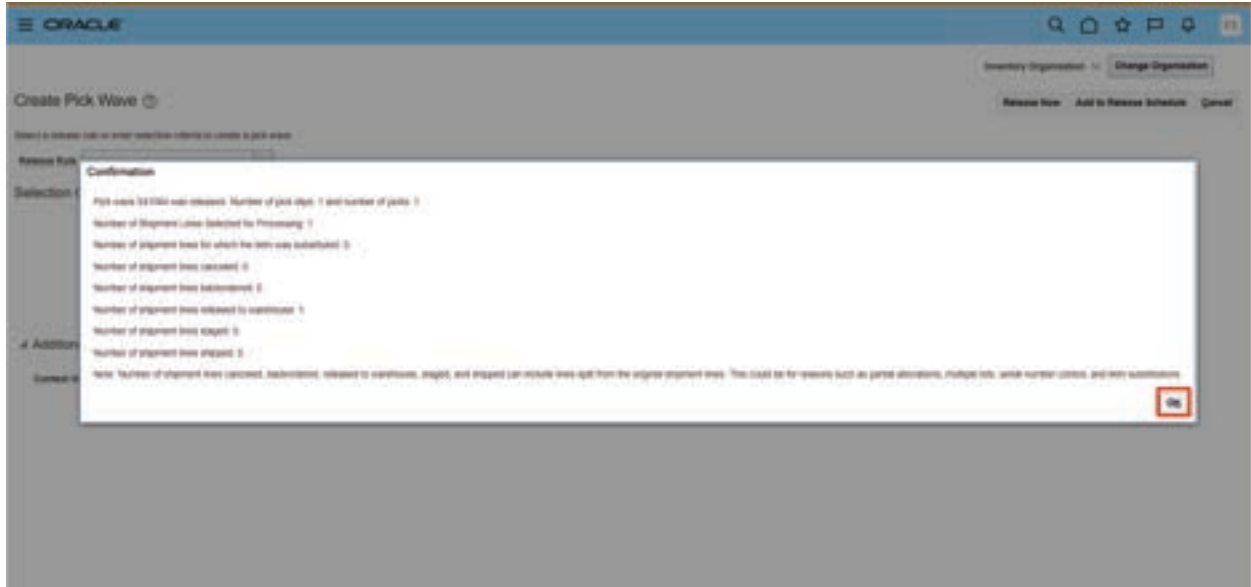 ORACLE
Inventory Organization Change Organization
Create Pick Wave
Release Now Add to Release Schedule Cancel
Select a release rule or enter selection criteria to create a pick wave
Release Rule
Confirmation
Selection
Pick wave was released. Number of pick slips: 1 and number of picks: 1
Number of Shipment Lines Selected for Processing: 1
Number of shipment lines for which the item was substituted: 0
Number of shipment lines canceled: 0
Number of shipment lines backordered: 0
Number of shipment lines released to warehouse: 1
Number of shipment lines staged: 0
Number of shipment lines shipped: 0
Addition
Context
Note: Number of shipment lines canceled, backordered, released to warehouse, staged, and shipped can include lines split from the original shipment lines. This could be for reasons such as partial allocations, multiple lots, serial number control, and item substitutions.
OK